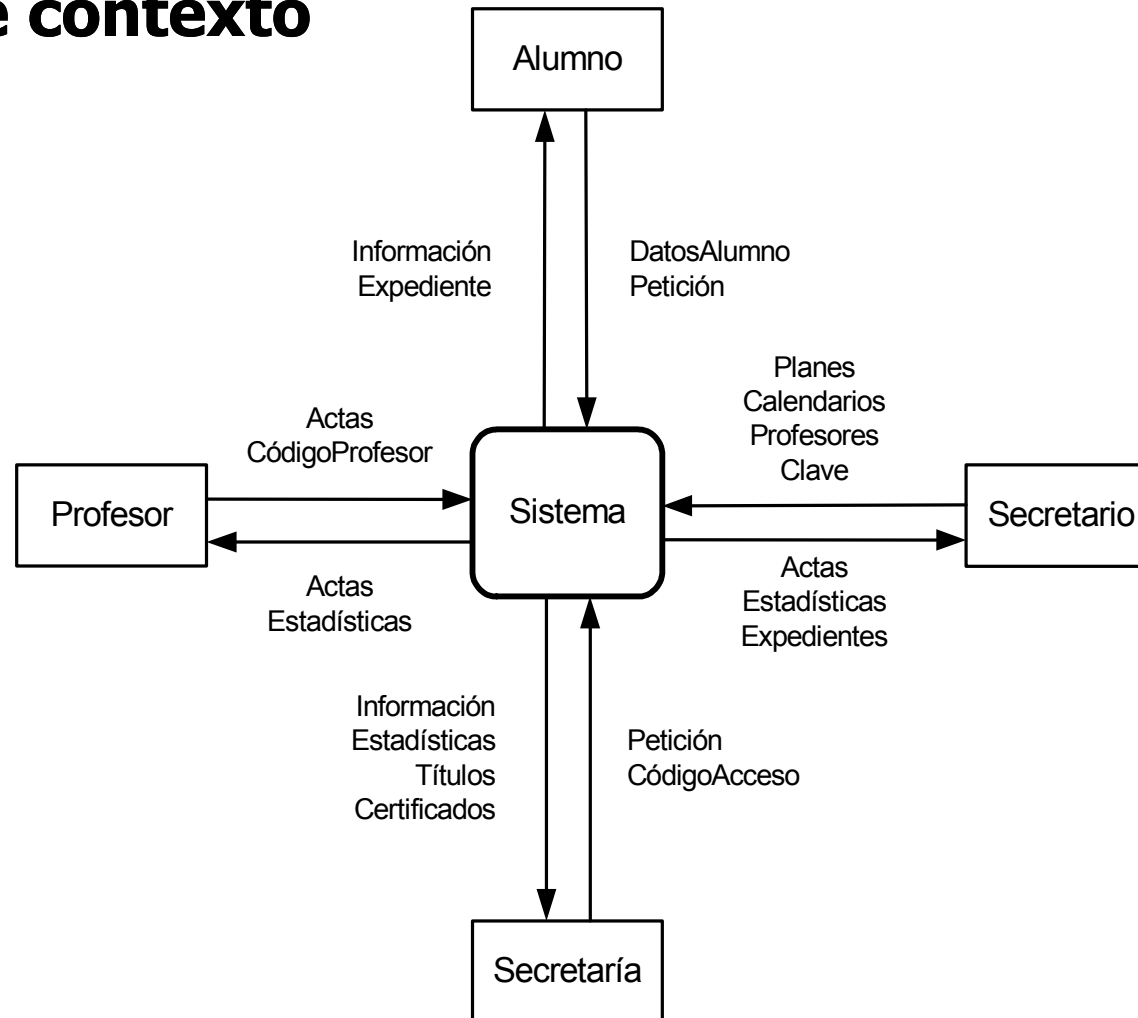 e contexto
Alumno
Información
Expediente
DatosAlumno
Petición
Planes
Calendarios
Profesores
Clave
Actas
CódigoProfesor
Profesor
Sistema
Secretario
Actas
Estadísticas
Actas
Estadísticas
Expedientes
Información
Estadísticas
Títulos
Certificados
Petición
CódigoAcceso
Secretaría